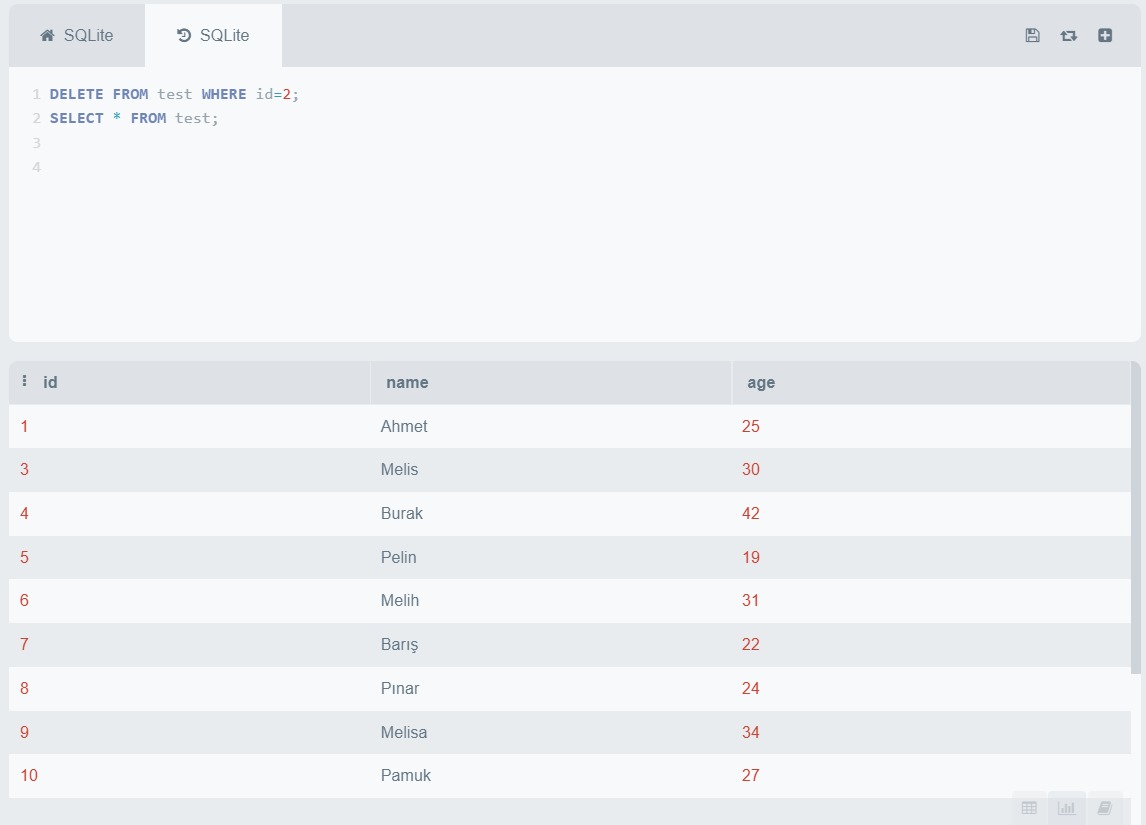 SQLite SQLite
1 DELETE FROM test WHERE id=2;
2 SELECT * FROM test;
3
4
id name age
1 Ahmet 25
3 Melis 30
4 Burak 42
5 Pelin 19
6 Melih 31
7 Barış 22
8 Pınar 24
9 Melisa 34
10 Pamuk 27